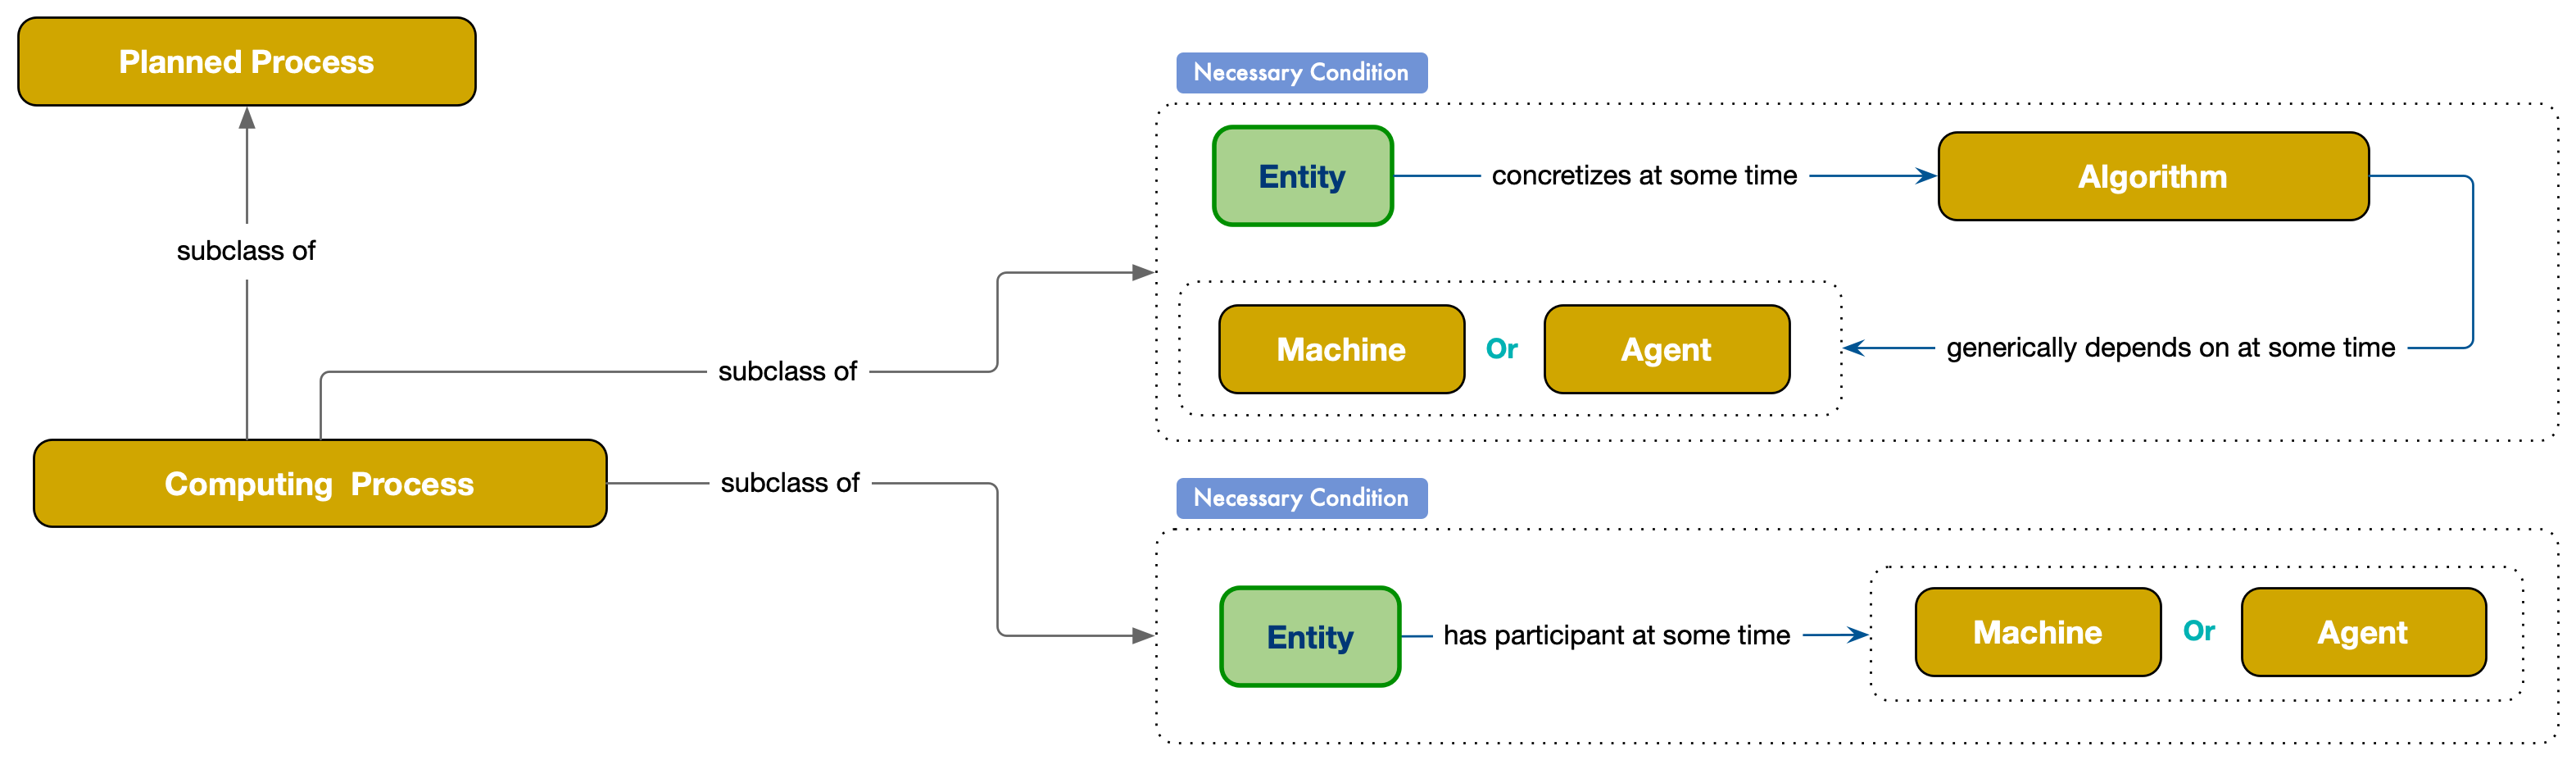 Planned Process
Necessary Condition
Entity
concretizes at some time
Algorithm
subclass of
Machine
Or
Agent
generically depends on at some time
subclass of
Computing Process
subclass of
Necessary Condition
Entity
has participant at some time
Machine
Or
Agent